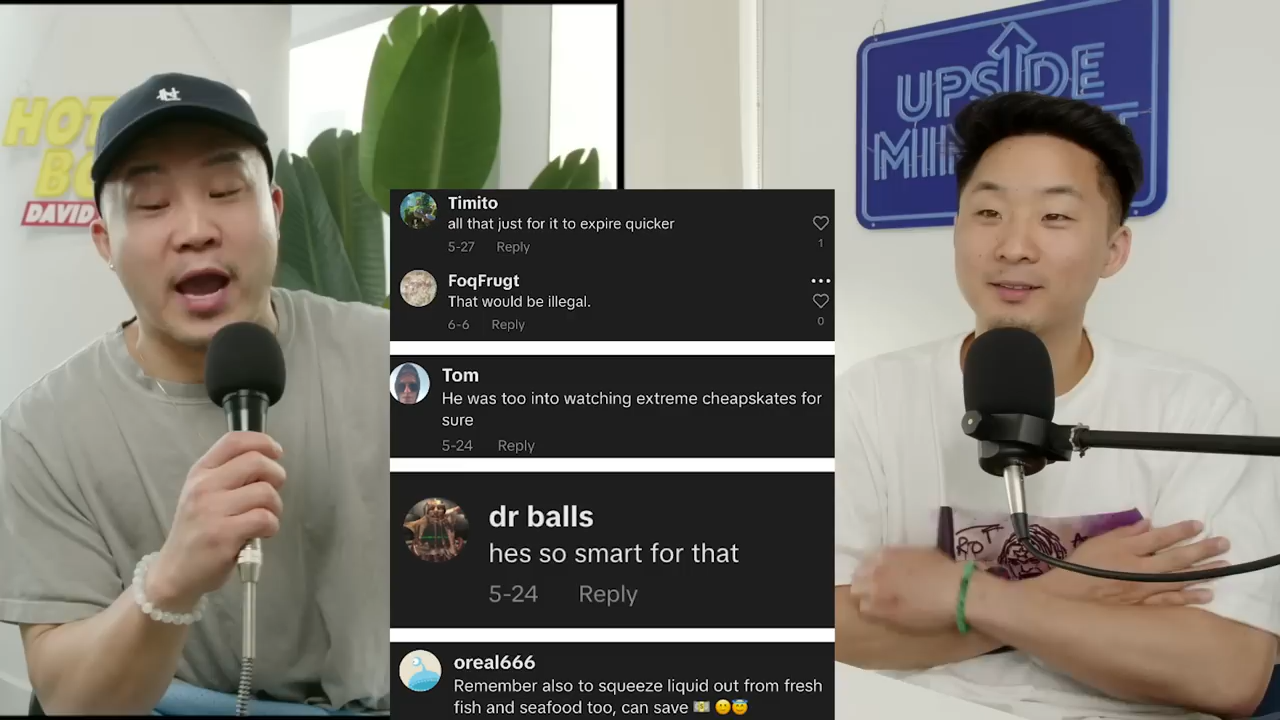 HOT
BO
DAVID
UPSIDE
Timito
all that just for it to expire quicker
5-27 Reply
1
FoqFrugt
That would be illegal.
6-6 Reply
0
Tom
He was too into watching extreme cheapskates for
sure
5-24 Reply
dr balls
hes so smart for that
5-24 Reply
oreal666
Remember also to squeeze liquid out from fresh
fish and seafood too, can save 💵 🙂😇